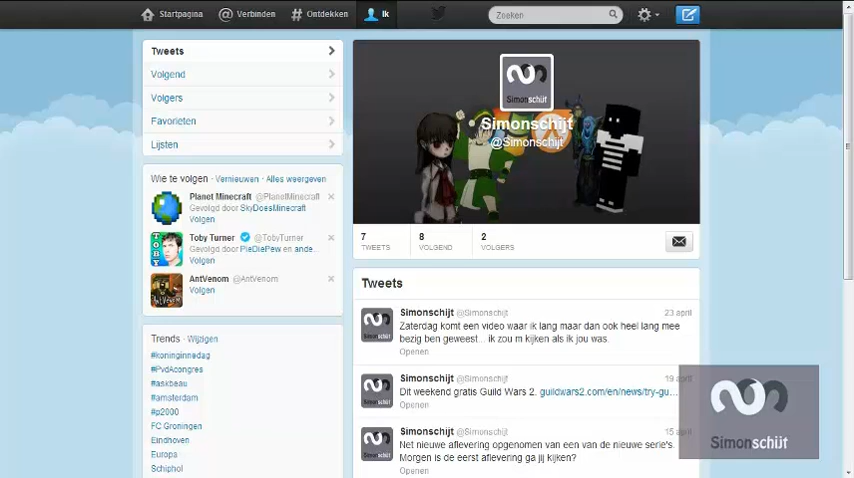 Startpagina
Verbinden
Ontdekken
Ik
Zoeken
Tweets
Volgend
Volgers
Favorieten
Lijsten
Simonschijt
Simonschijt
@Simonschijt
Wie te volgen · Vernieuwen · Alles weergeven
Planet Minecraft @PlanetMinecraft
Gevolgd door SkyDoesMinecraft
Volgen
TOBY
Toby Turner @TobyTurner
Gevolgd door PieDiePew en ande...
Volgen
AntVenom @AntVenom
Volgen
7
TWEETS
8
VOLGEND
2
VOLGERS
Tweets
Simonschijt @Simonschijt 23 april
Zaterdag komt een video waar ik lang maar dan ook heel lang mee
bezig ben geweest... ik zou m kijken als ik jou was.
Openen
Simonschijt @Simonschijt 19 april
Dit weekend gratis Guild Wars 2. guildwars2.com/en/news/try-gu...
Openen
Simonschijt @Simonschijt 15
Net nieuwe aflevering opgenomen van een van de nieuwe serie's.
Morgen is de eerst aflevering ga jij kijken?
Openen
Trends · Wijzigen
#koninginnedag
#PvdAcongres
#askbeau
#amsterdam
#p2000
FC Groningen
Eindhoven
Europa
Schiphol
Simonschijt